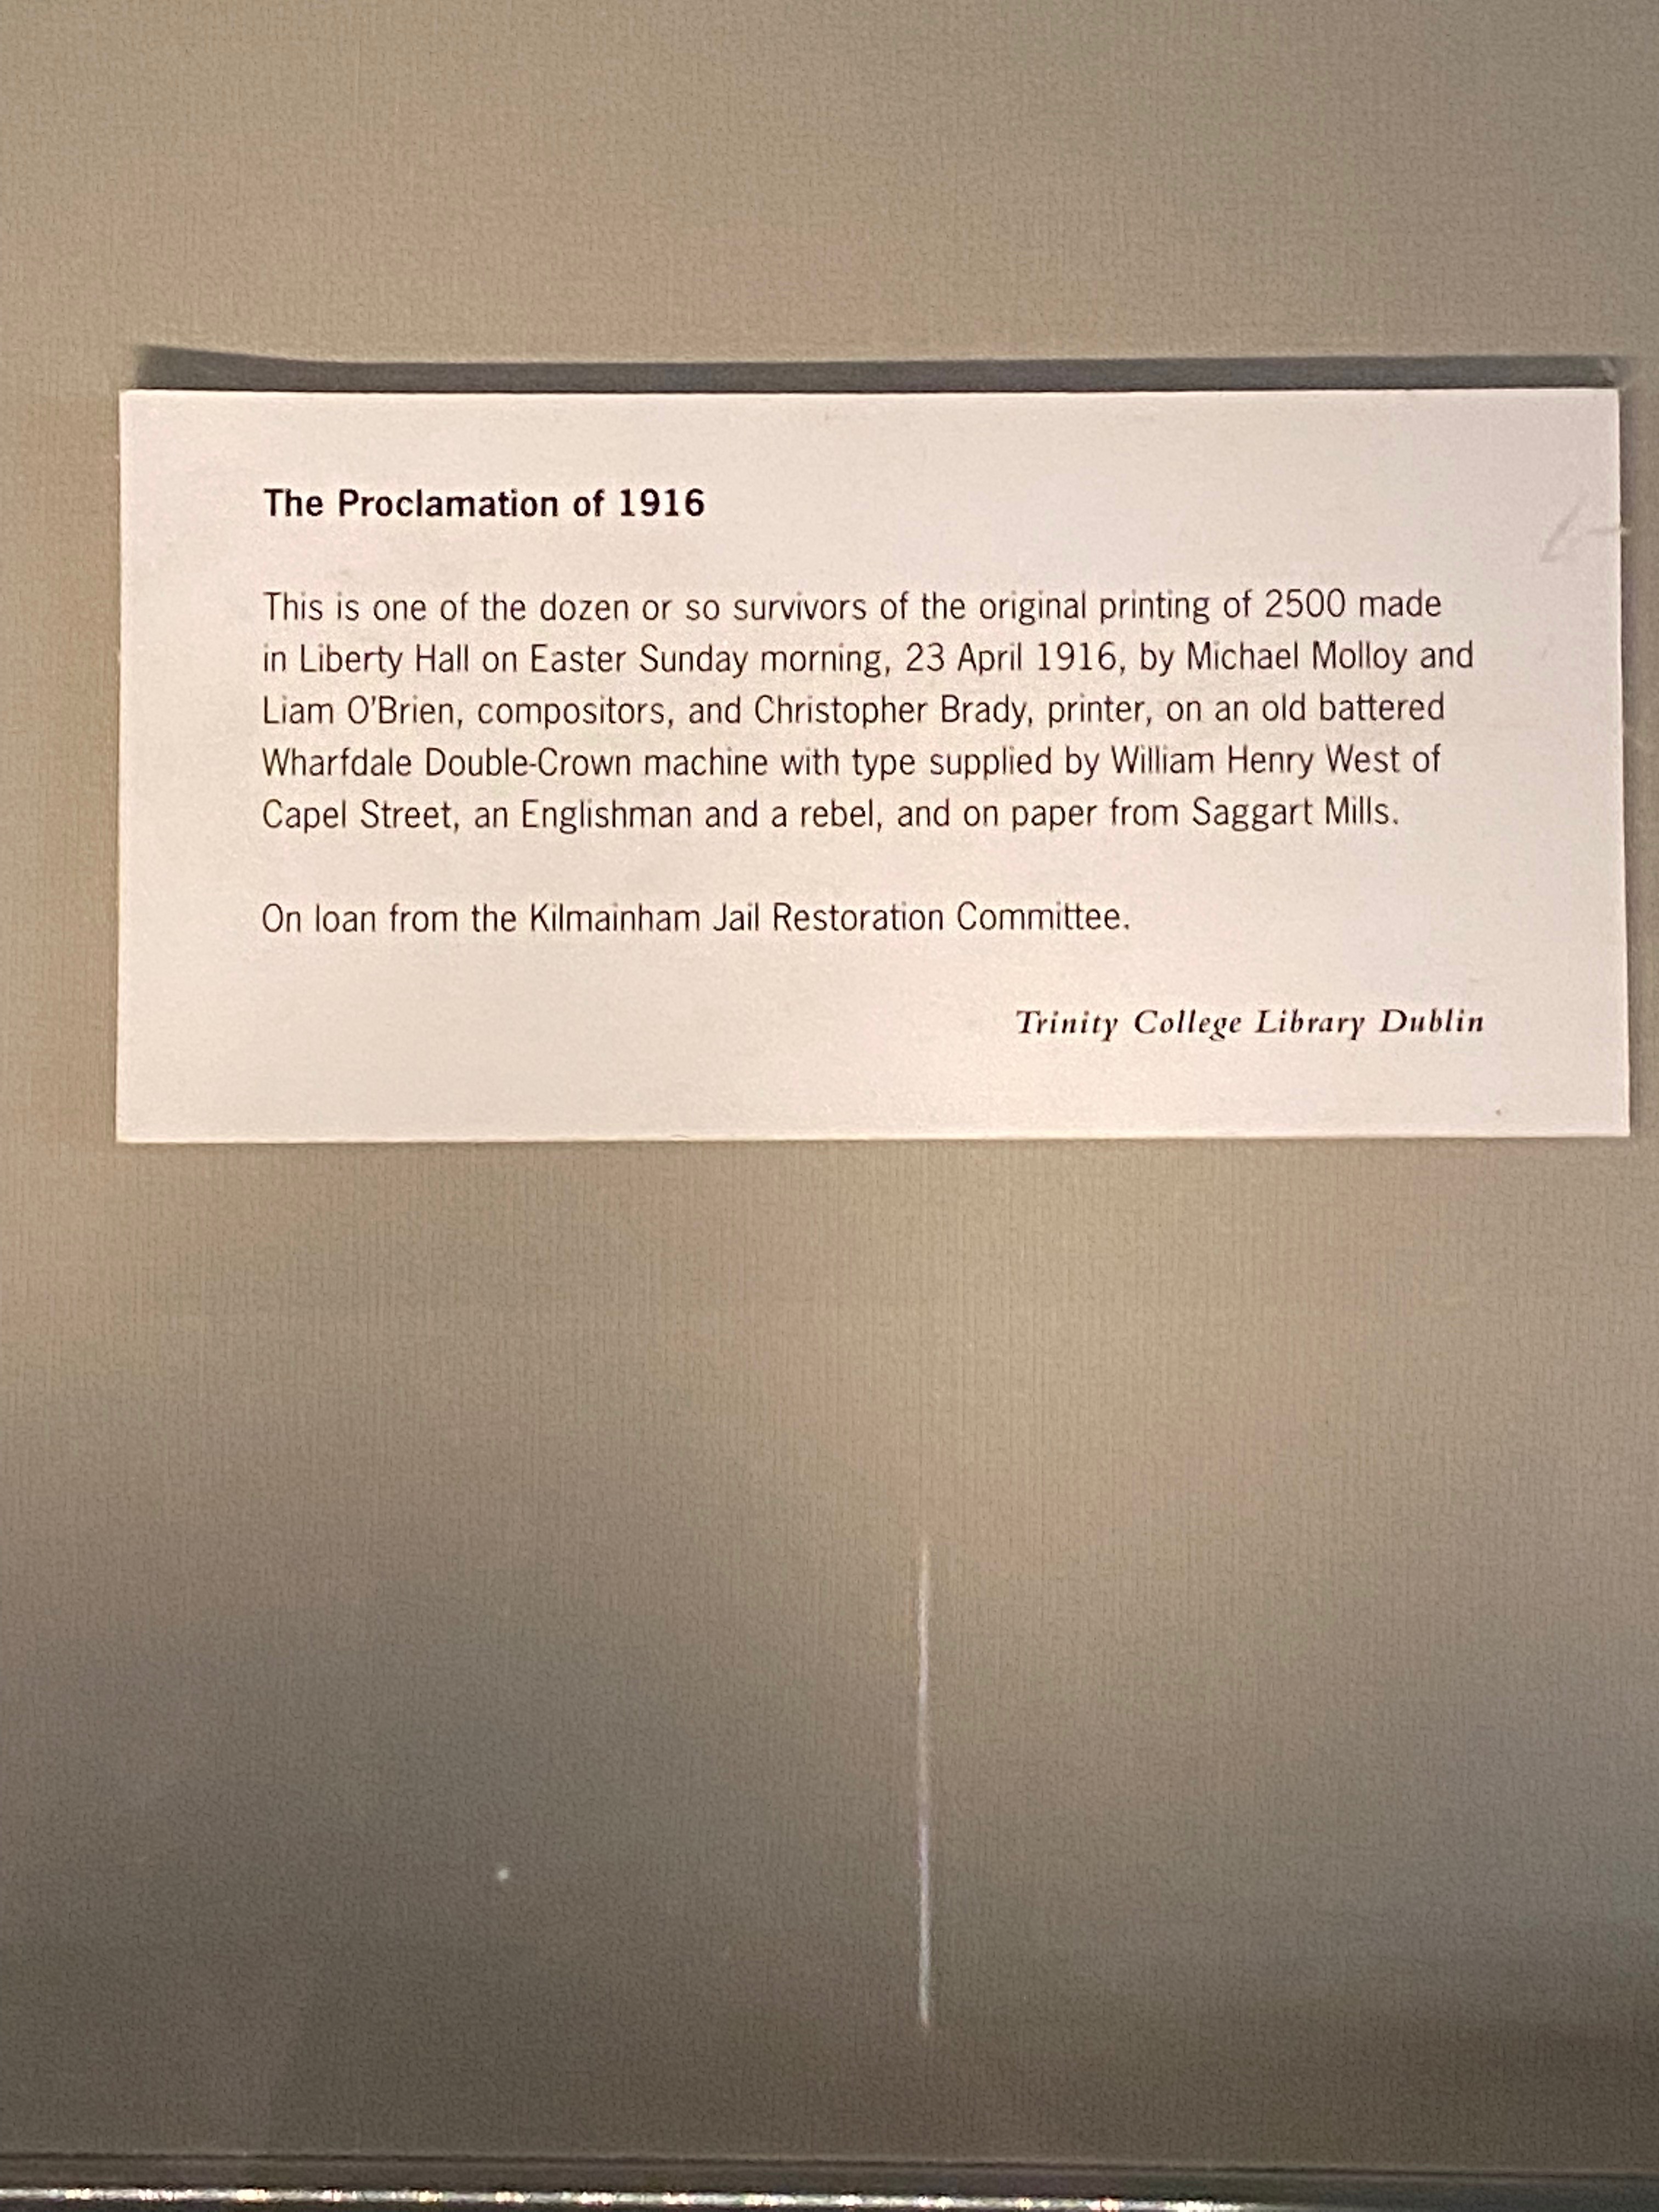 The Proclamation of 1916
This is one of the dozen or so survivors of the original printing of 2500 made
in Liberty Hall on Easter Sunday morning, 23 April 1916, by Michael Molloy and
Liam O'Brien, compositors, and Christopher Brady, printer, on an old battered
Wharfdale Double-Crown machine with type supplied by William Henry West of
Capel Street, an Englishman and a rebel, and on paper from Saggart Mills.
On loan from the Kilmainham Jail Restoration Committee.
Trinity College Library Dublin